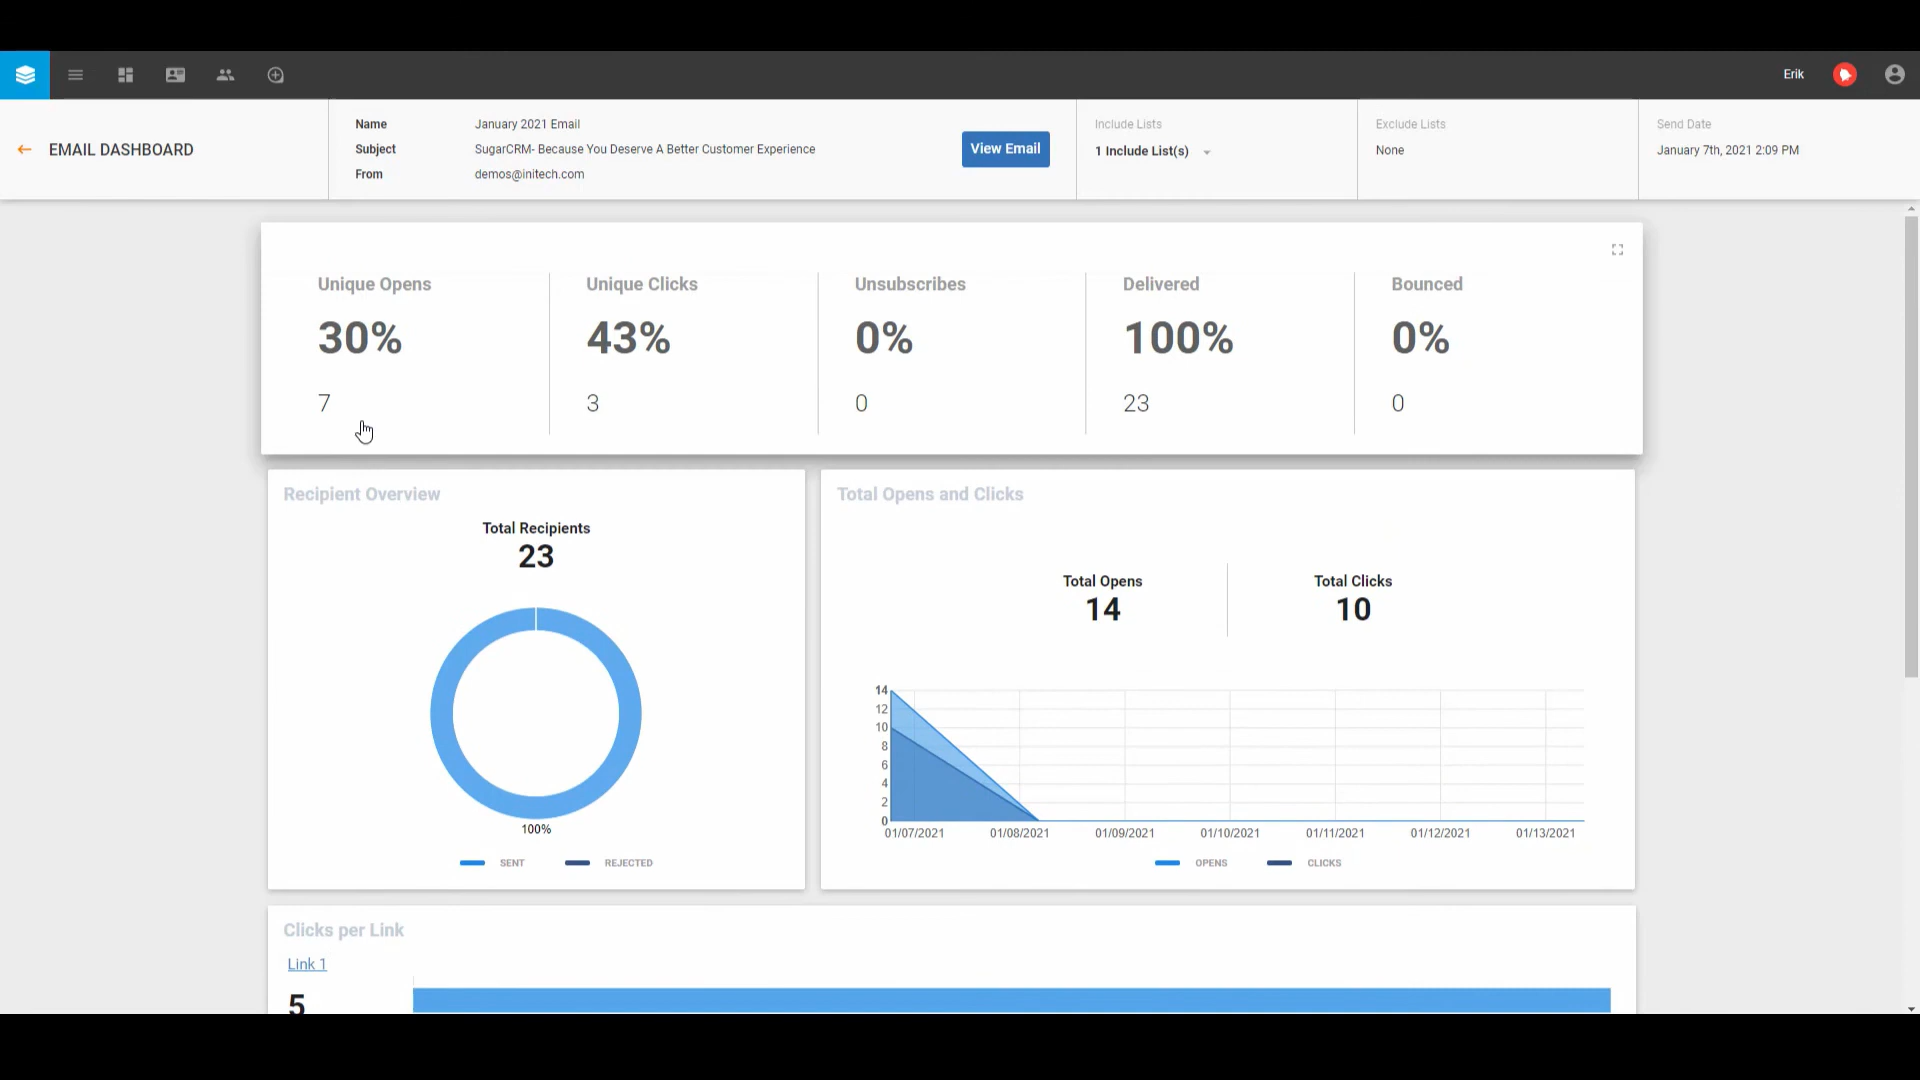 Erik
EMAIL DASHBOARD
Name January 2021 Email
Subject SugarCRM- Because You Deserve A Better Customer Experience
From demos@initech.com
View Email
Include Lists
1 Include List(s)
Exclude Lists
None
Send Date
January 7th, 2021 2:09 PM
Unique Opens
30%
7
Unique Clicks
43%
3
Unsubscribes
0%
0
Delivered
100%
23
Bounced
0%
0
Recipient Overview
Total Recipients
23
100%
SENT REJECTED
Total Opens and Clicks
Total Opens
14
Total Clicks
10
14
12
10
8
6
4
2
0
01/07/2021 01/08/2021 01/09/2021 01/10/2021 01/11/2021 01/12/2021 01/13/2021
OPENS CLICKS
Clicks per Link
Link 1
5